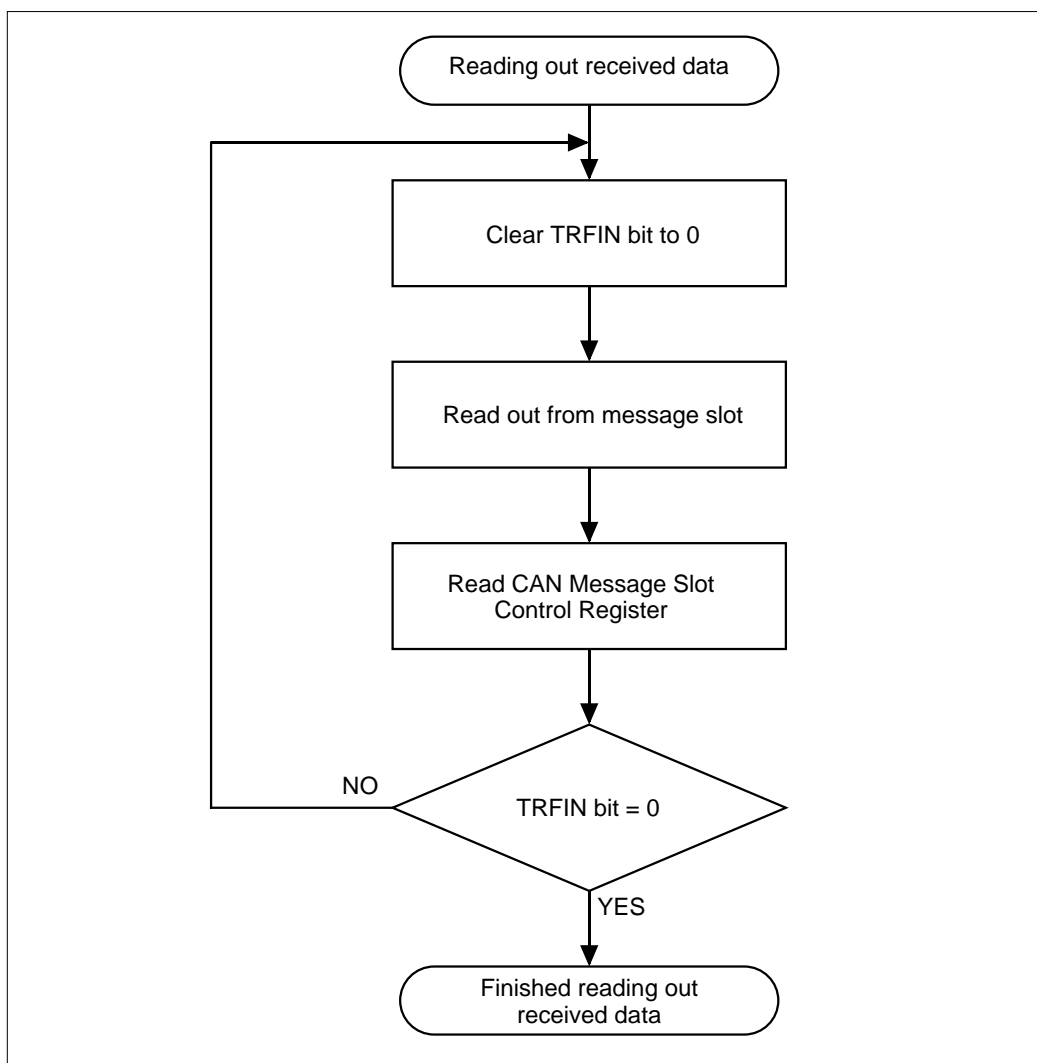 Reading out received data
Clear TRFIN bit to 0
Read out from message slot
Read CAN Message Slot
Control Register
NO
TRFIN bit = 0
YES
Finished reading out
received data